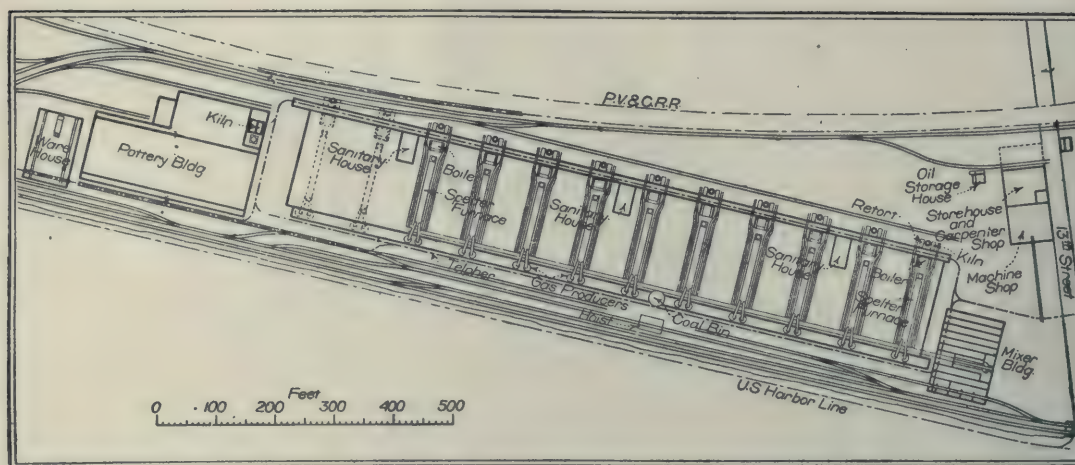 P.V.&C.R.R.
Kiln
Ware
House
Pottery Bldg
Sanitary
House
Boiler
Spelter
Furnace
Sanitary
House
Oil
Storage
House
Retort
Kiln
Storehouse
and
Carpenter
Shop
Sanitary
House
Boiler
Spelter
Furnace
Machine
Shop
13th Street
Telpher
Gas Producers
Hoist
Coal Bin
Mixer
Bldg.
U.S Harbor Line
Feet
0 100 200 300 400 500